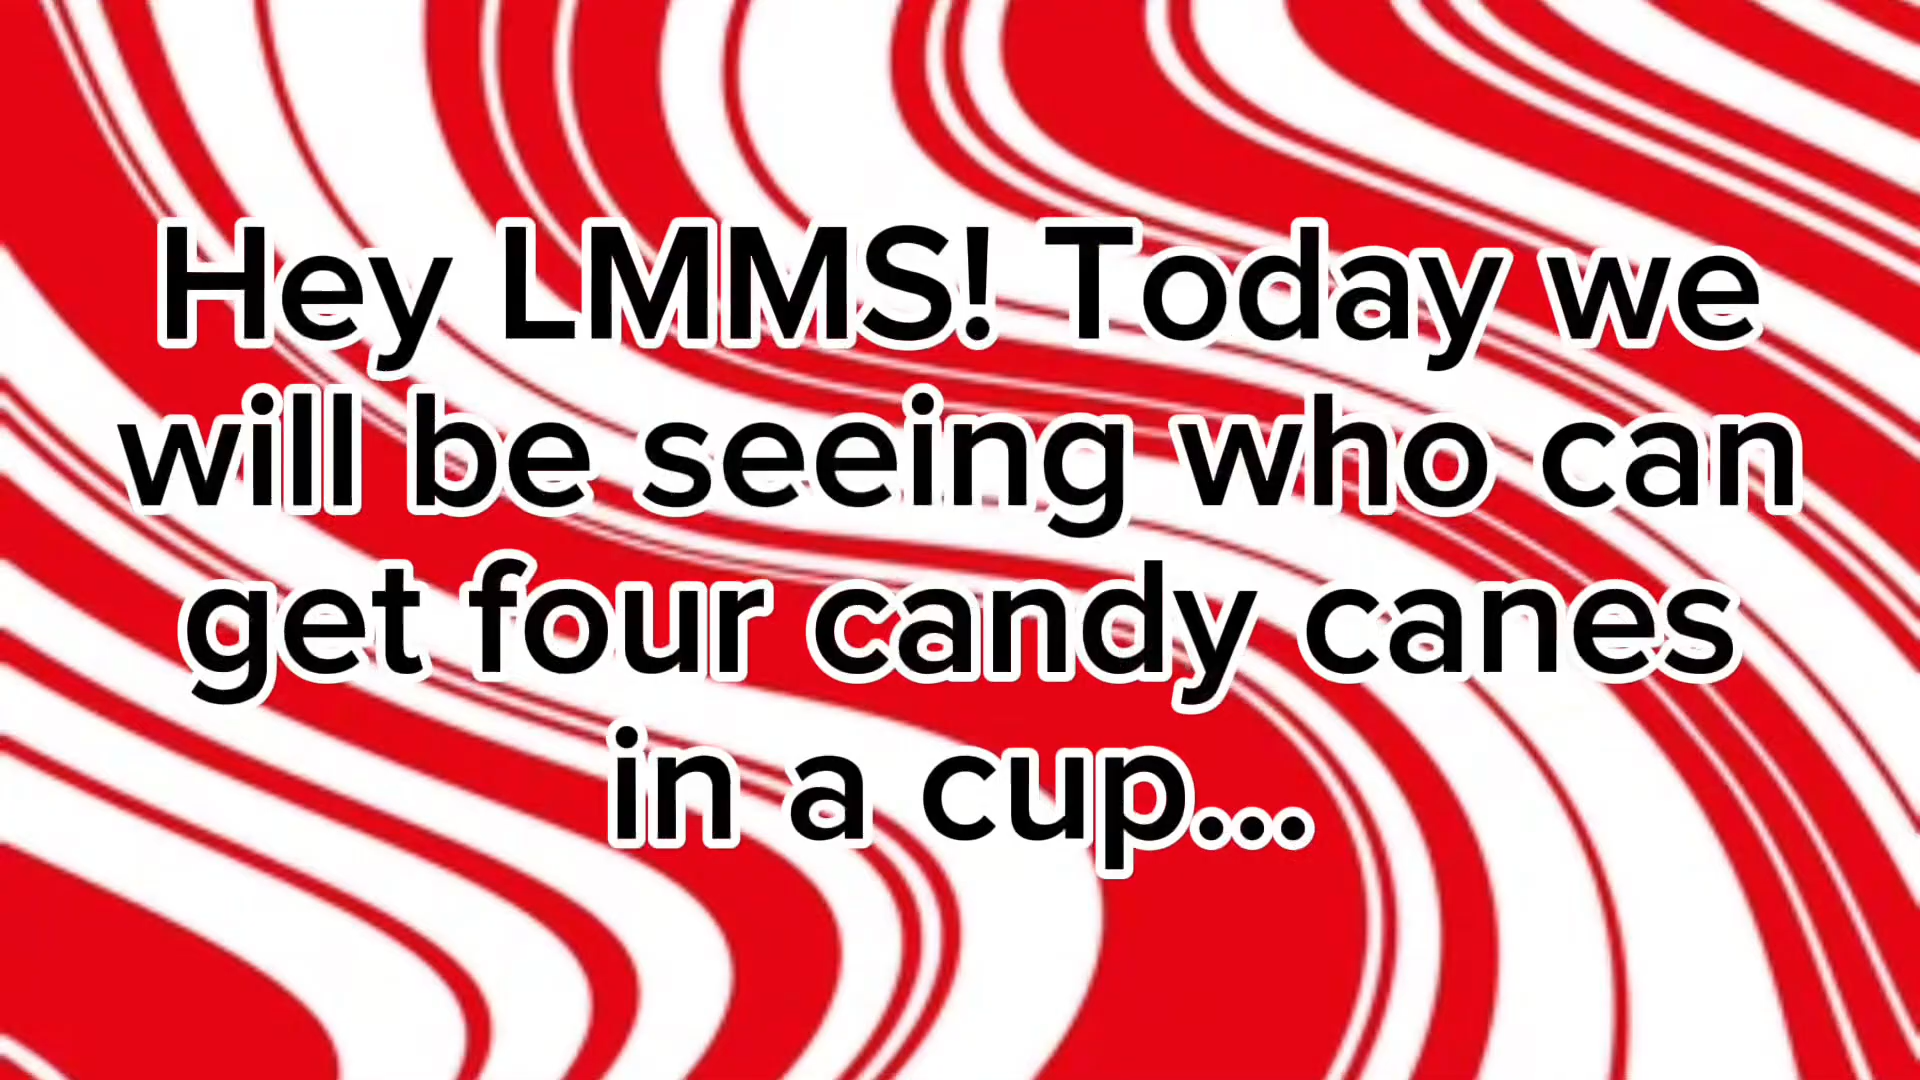 Hey LMMS! Today we
will be seeing who can
get four candy canes
in a cup...